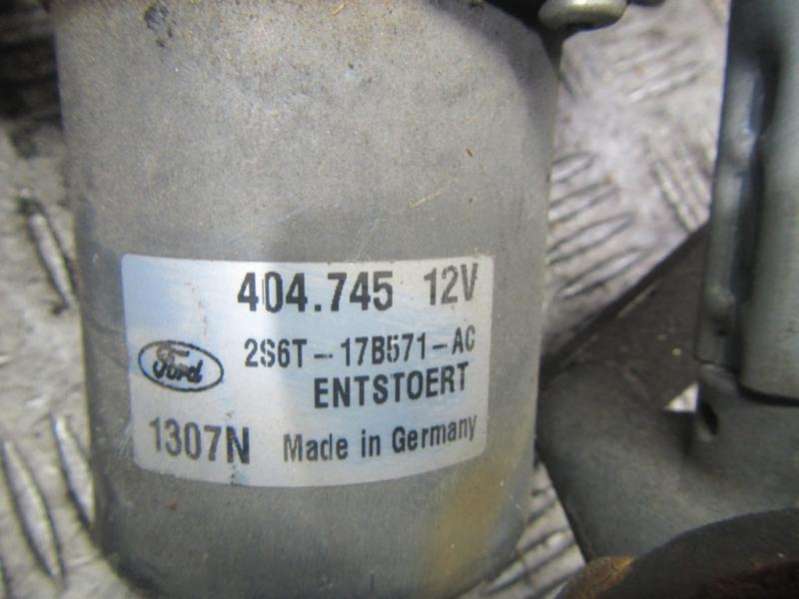 404.745 12V
Ford 2S6T-17B571-AC
ENTSTOERT
1307N Made in Germany